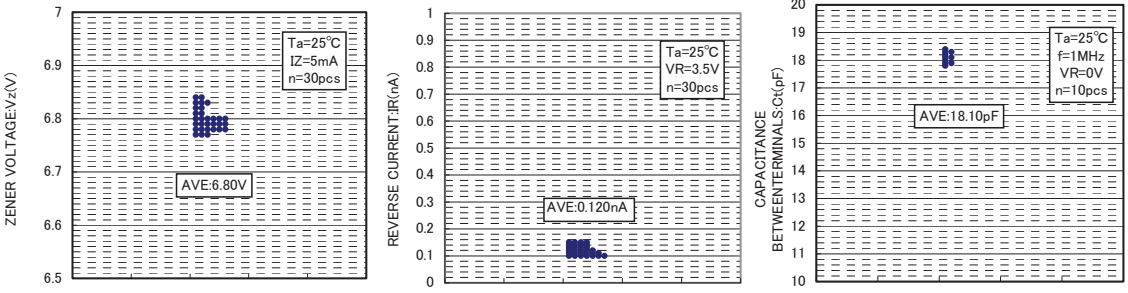 ZENER VOLTAGE:Vz(V)
7
6.9
6.8
6.7
6.6
6.5
Ta=25°C
IZ=5mA
n=30pcs
AVE:6.80V
REVERSE CURRENT:IR(nA)
1
0.9
0.8
0.7
0.6
0.5
0.4
0.3
0.2
0.1
0
Ta=25°C
VR=3.5V
n=30pcs
AVE:0.120nA
CAPACITANCE
BETWEENTERMINALS:Ct(pF)
20
19
18
17
16
15
14
13
12
11
10
Ta=25°C
f=1MHz
VR=0V
n=10pcs
AVE:18.10pF